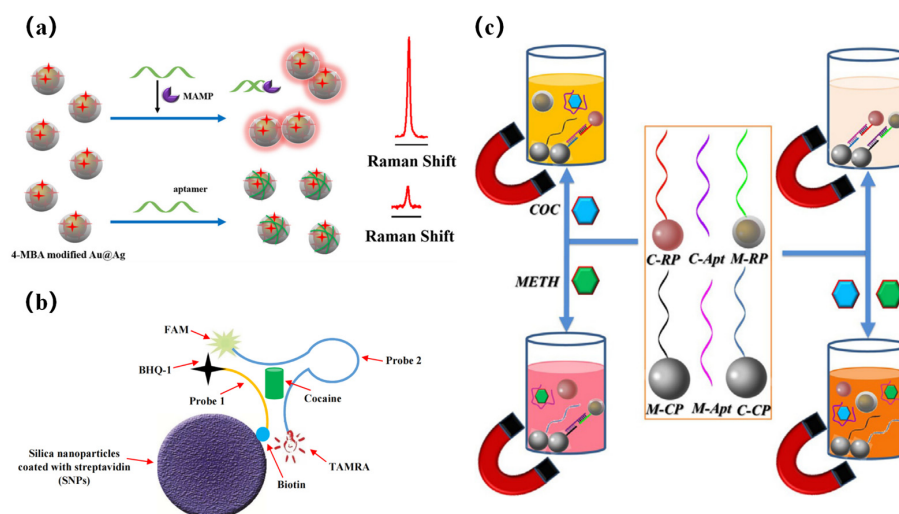 (a)
MAMP
Raman Shift
aptamer
Raman Shift
4-MBA modified Au@Ag
(b)
FAM
BHQ-1
Probe 1
Probe 2
Cocaine
Silica nanoparticles
coated with streptavidin
(SNPs)
Biotin
TAMRA
(c)
COC
METH
C-RP C-Apt M-RP
M-CP M-Apt C-CP